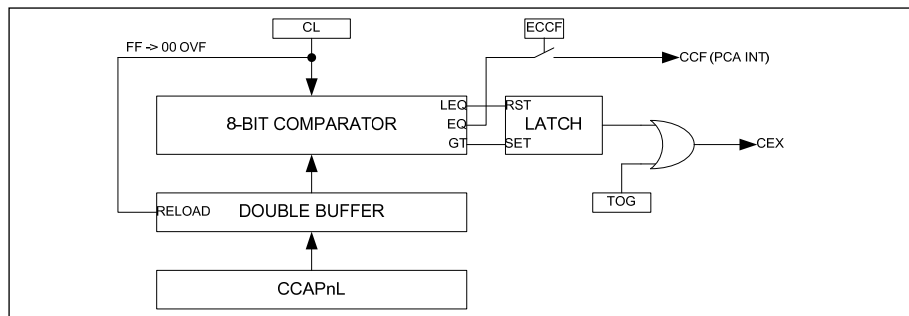 CL
ECCF
FF -> 00 OVF
CCF (PCA INT)
LEQ
RST
8-BIT COMPARATOR
EQ
LATCH
GT
SET
CEX
RELOAD
DOUBLE BUFFER
TOG
CCAPnL